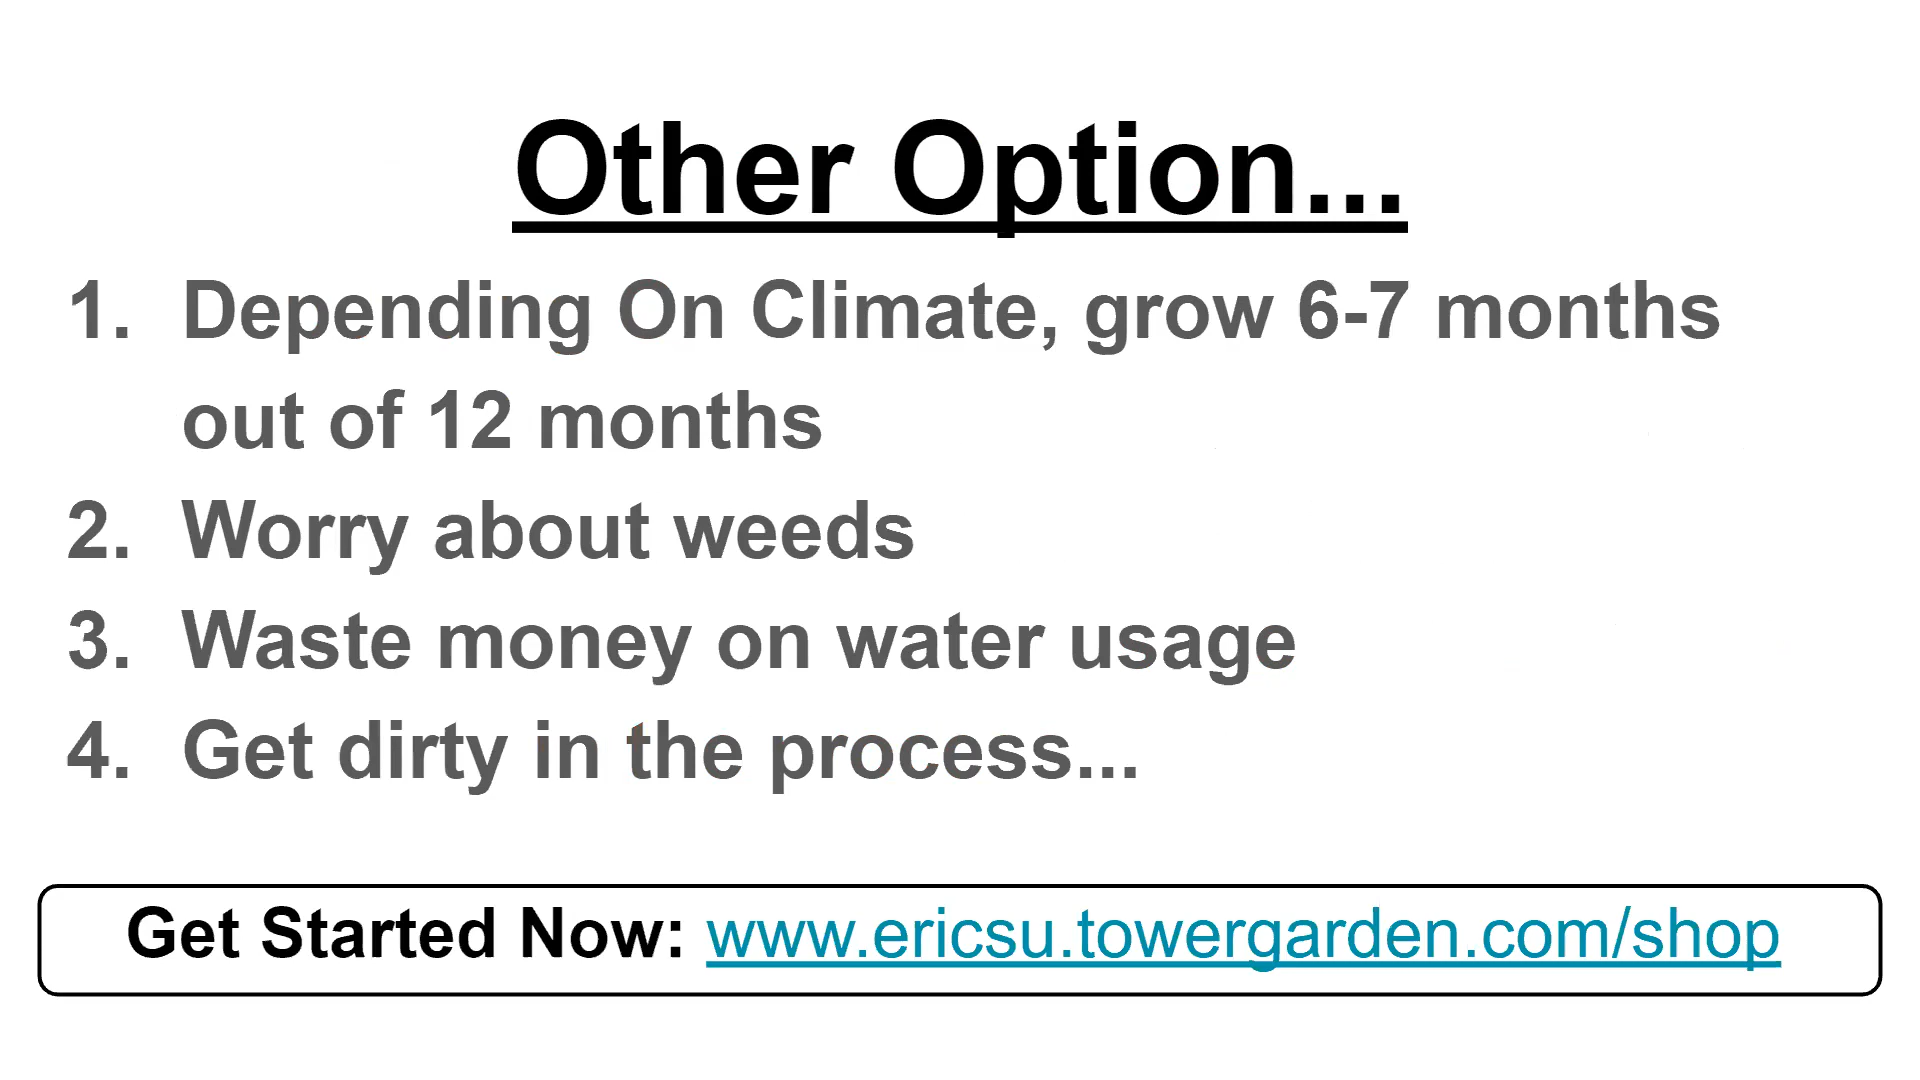 Other Option...
1. Depending On Climate, grow 6-7 months
out of 12 months
2. Worry about weeds
3. Waste money on water usage
4. Get dirty in the process...
Get Started Now: www.ericsu.towergarden.com/shop